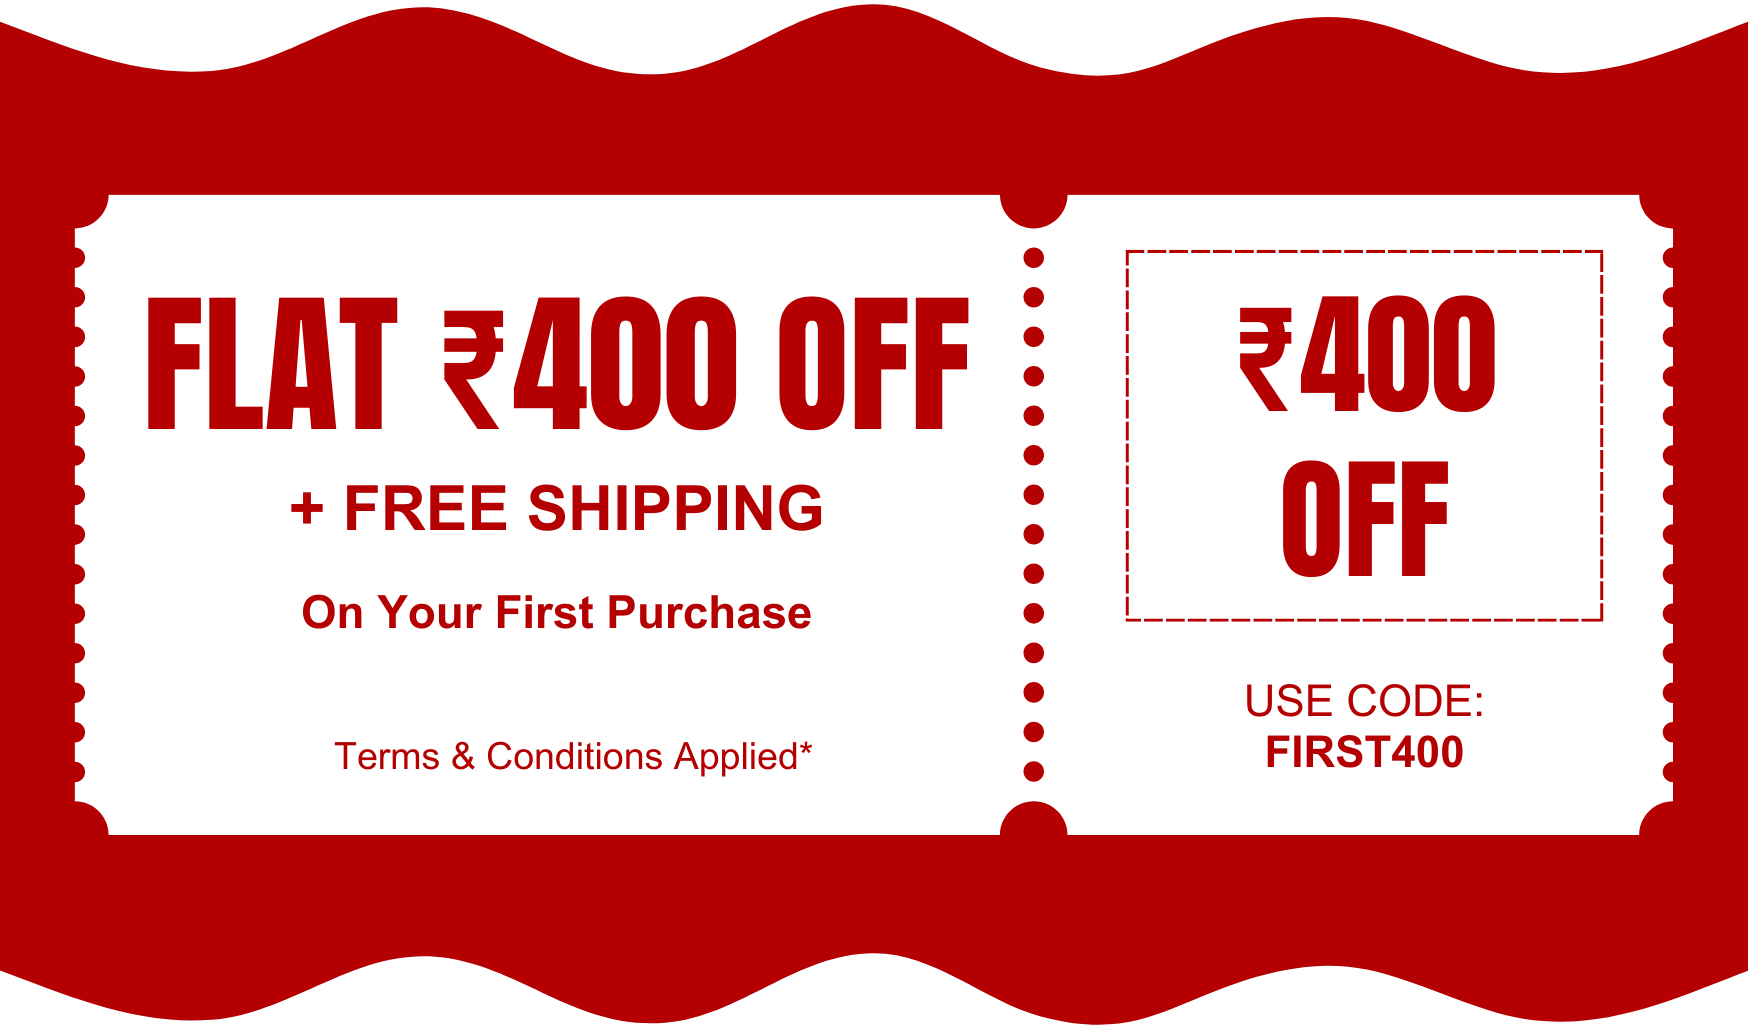 FLAT ₹400 OFF
+ FREE SHIPPING
On Your First Purchase
Terms & Conditions Applied*
₹400
OFF
USE CODE:
FIRST400